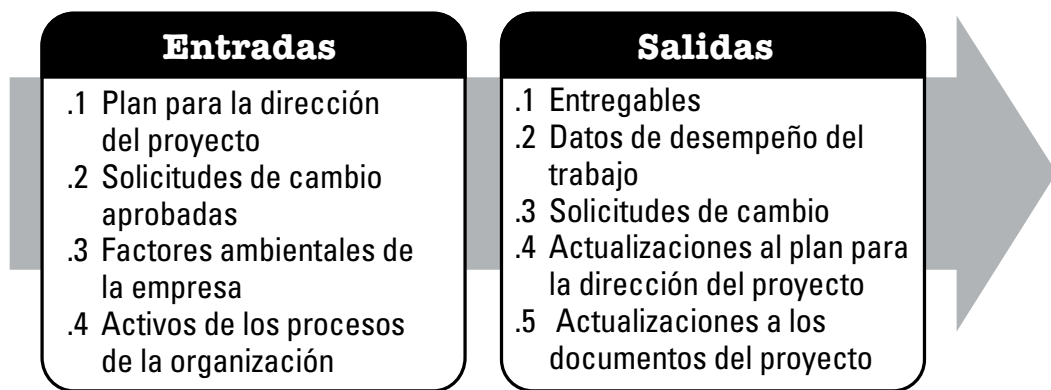 Entradas
.1 Plan para la dirección
del proyecto
.2 Solicitudes de cambio
aprobadas
.3 Factores ambientales de
la empresa
.4 Activos de los procesos
de la organización
Salidas
.1 Entregables
.2 Datos de desempeño del
trabajo
.3 Solicitudes de cambio
.4 Actualizaciones al plan para
la dirección del proyecto
.5 Actualizaciones a los
documentos del proyecto